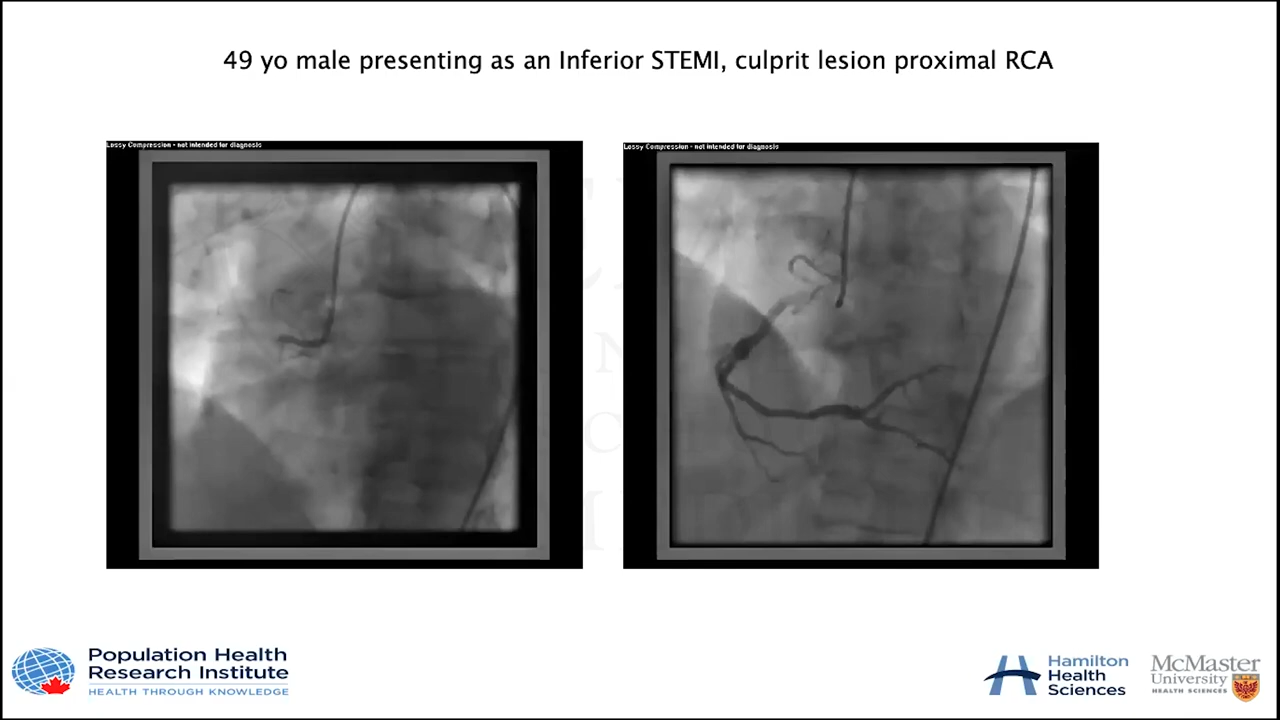 49 yo male presenting as an Inferior STEMI, culprit lesion proximal RCA
Lossy Compression - not intended for diagnosis
Lossy Compression - not intended for diagnosis
Population Health
Research Institute
HEALTH THROUGH KNOWLEDGE
Hamilton
Health
Sciences
McMaster
University
HEALTH SCIENCES